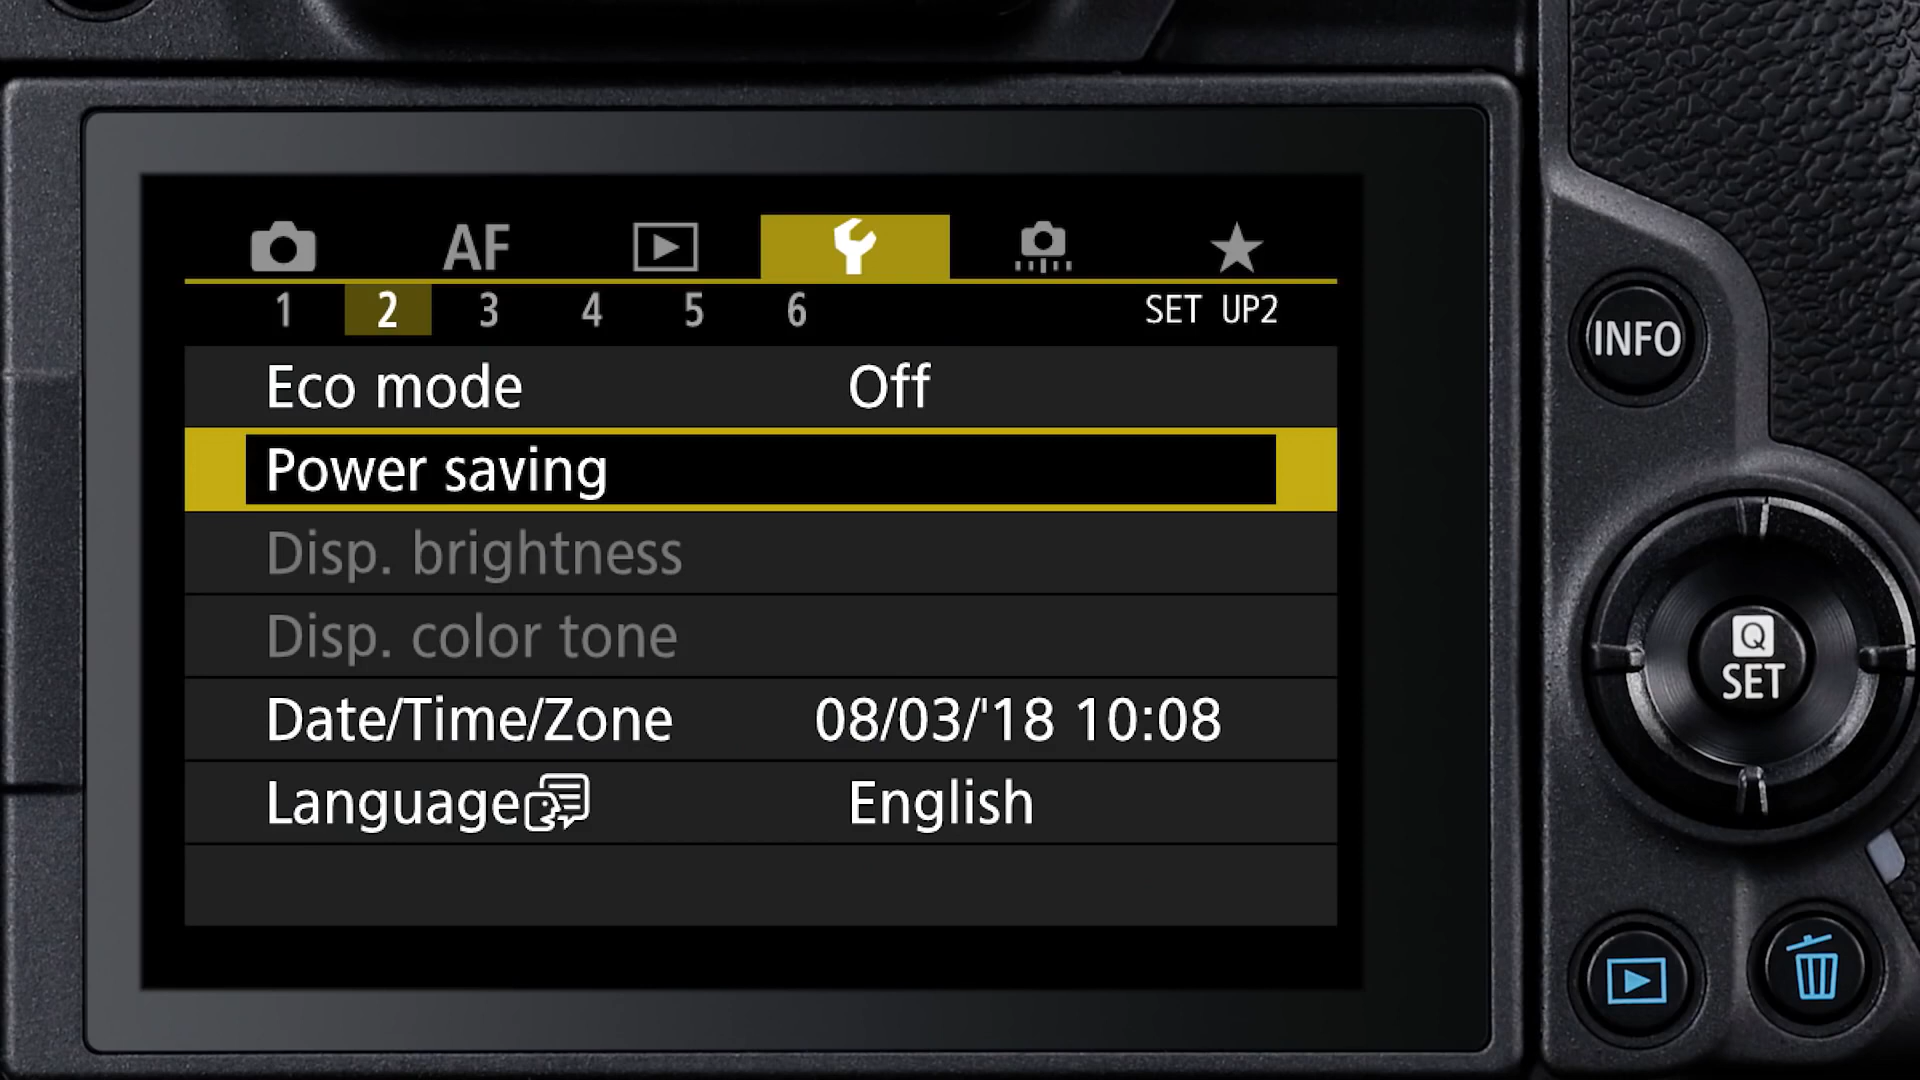 AF
1 2 3 4 5 6 SET UP2
Eco mode Off
Power saving
Disp. brightness
Disp. color tone
Date/Time/Zone 08/03/'18 10:08
Language English
INFO
Q
SET